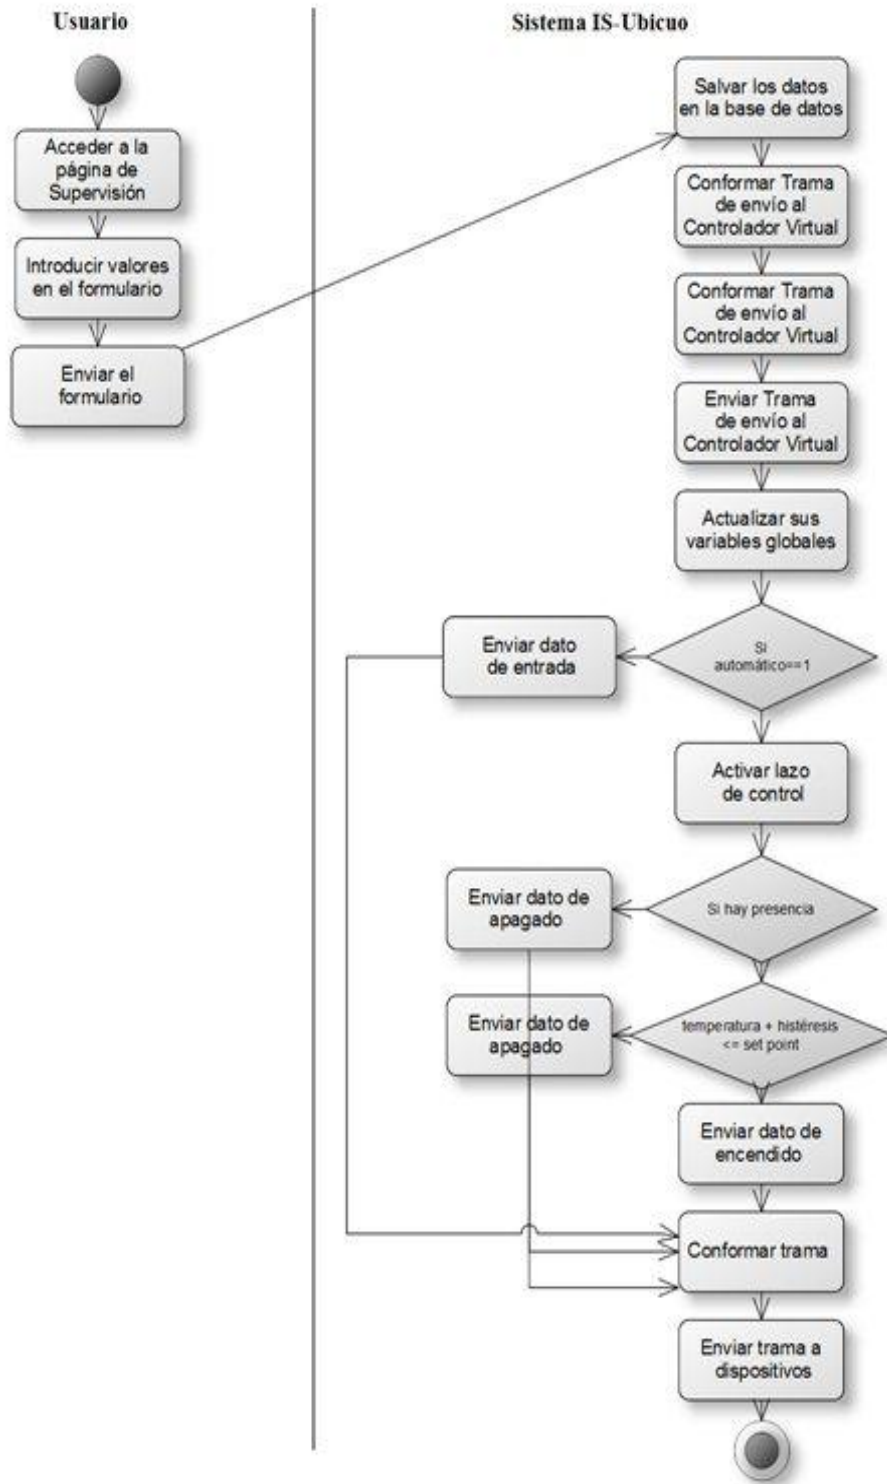 Usuario
Sistema IS-Ubicuo
Acceder a la
página de
Supervisión
Introducir valores
en el formulario
Enviar el
formulario
Salvar los datos
en la base de datos
Conformar Trama
de envío al
Controlador Virtual
Conformar Trama
de envío al
Controlador Virtual
Enviar Trama
de envío al
Controlador Virtual
Actualizar sus
variables globales
Si
automático==1
Enviar dato
de entrada
Activar lazo
de control
Si hay presencia
Enviar dato de
apagado
temperatura + histéresis
<= set point
Enviar dato de
apagado
Enviar dato de
encendido
Conformar trama
Enviar trama a
dispositivos